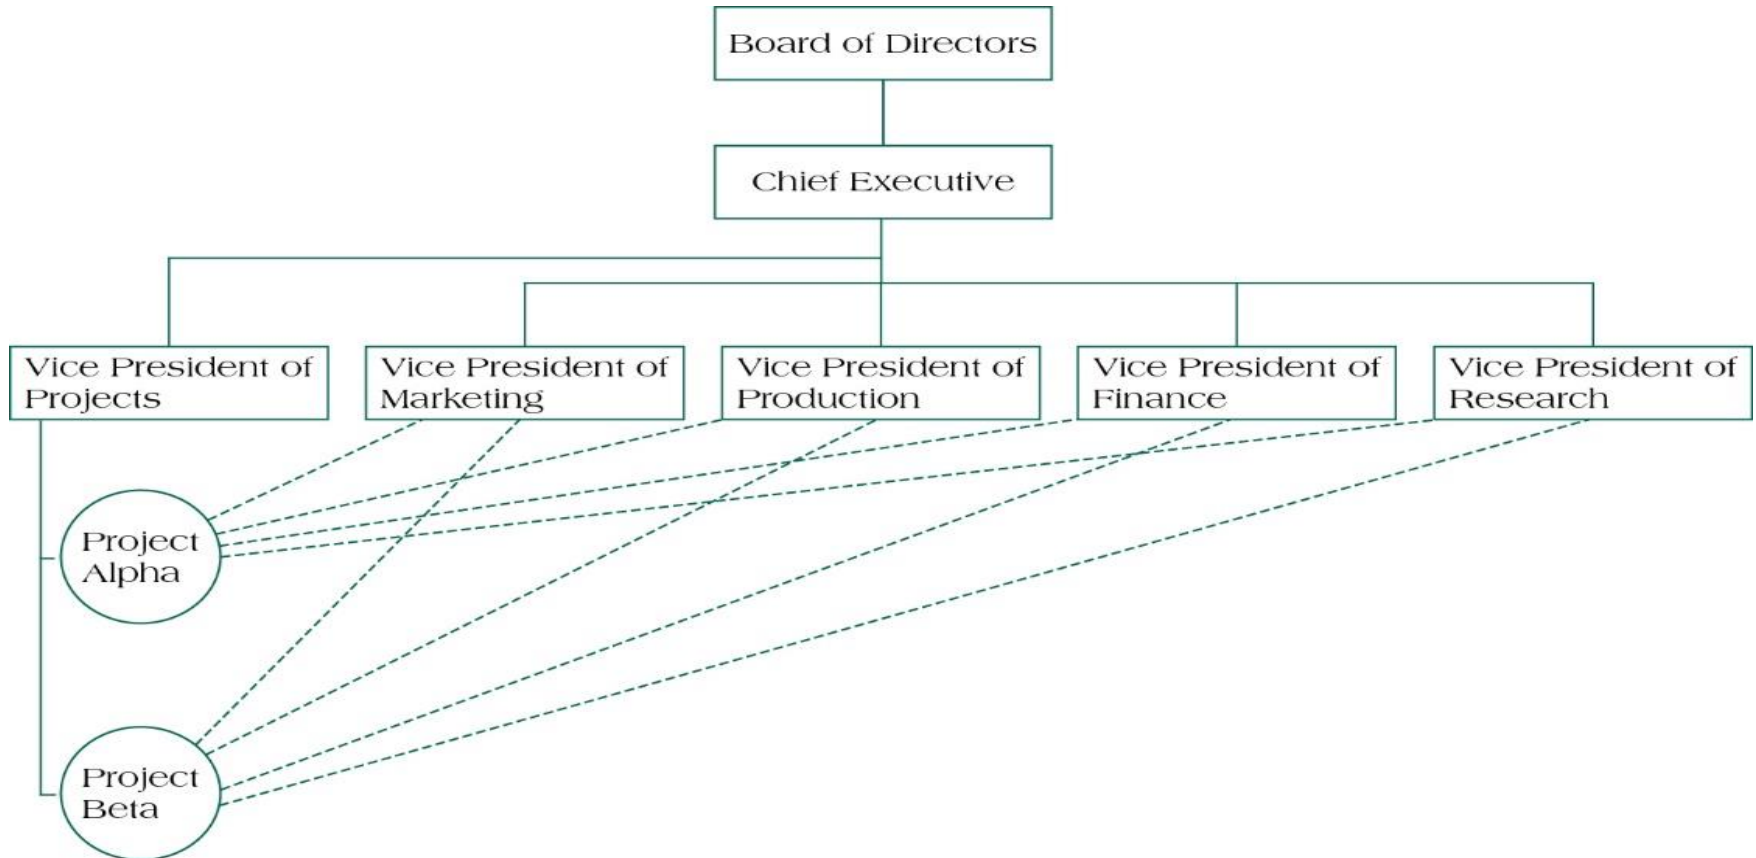 Board of Directors
Chief Executive
Vice President of
Projects
Vice President of
Marketing
Vice President of
Production
Vice President of
Finance
Vice President of
Research
Project
Alpha
Project
Beta